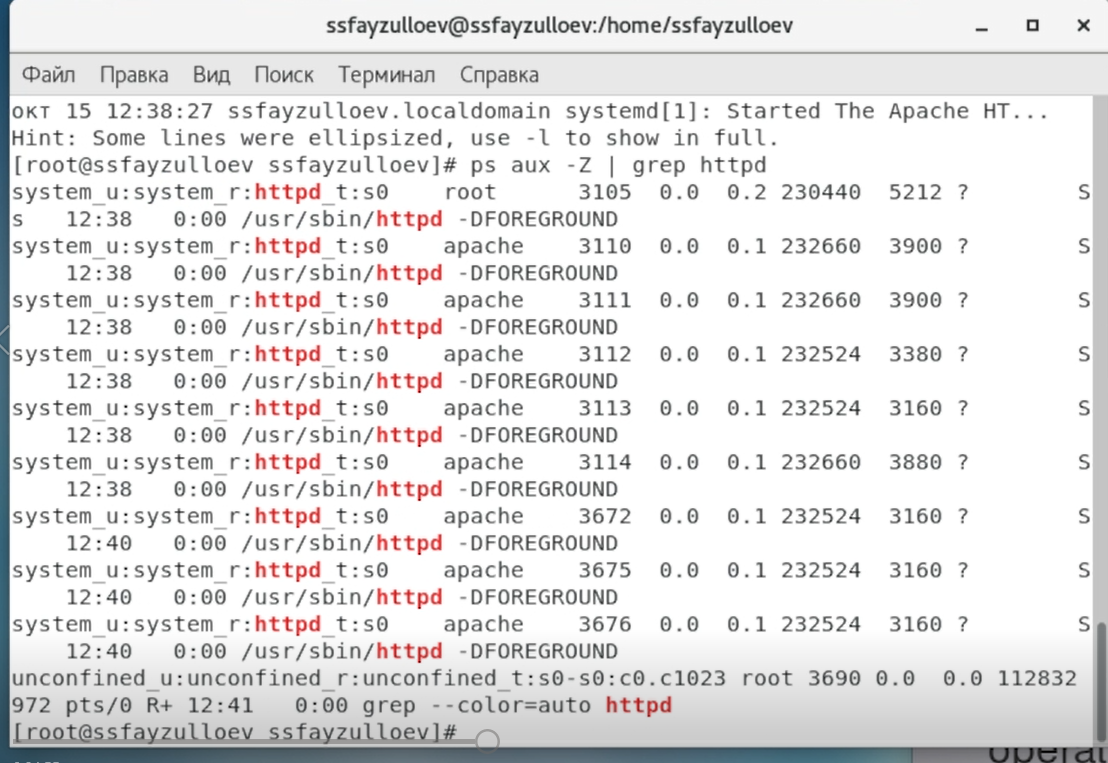 ssfayzulloev@ssfayzulloev:/home/ssfayzulloev
Файл Правка Вид Поиск Терминал Справка
окт 15 12:38:27 ssfayzulloev.localdomain systemd[1]: Started The Apache HT...
Hint: Some lines were ellipsized, use -l to show in full.
[root@ssfayzulloev ssfayzulloev]# ps aux -Z | grep httpd
system_u:system_r:httpd_t:s0    root      3105  0.0  0.2 230440  5212 ?        S
s   12:38   0:00 /usr/sbin/httpd -DFOREGROUND
system_u:system_r:httpd_t:s0    apache    3110  0.0  0.1 232660  3900 ?        S
    12:38   0:00 /usr/sbin/httpd -DFOREGROUND
system_u:system_r:httpd_t:s0    apache    3111  0.0  0.1 232660  3900 ?        S
    12:38   0:00 /usr/sbin/httpd -DFOREGROUND
system_u:system_r:httpd_t:s0    apache    3112  0.0  0.1 232524  3380 ?        S
    12:38   0:00 /usr/sbin/httpd -DFOREGROUND
system_u:system_r:httpd_t:s0    apache    3113  0.0  0.1 232524  3160 ?        S
    12:38   0:00 /usr/sbin/httpd -DFOREGROUND
system_u:system_r:httpd_t:s0    apache    3114  0.0  0.1 232660  3880 ?        S
    12:38   0:00 /usr/sbin/httpd -DFOREGROUND
system_u:system_r:httpd_t:s0    apache    3672  0.0  0.1 232524  3160 ?        S
    12:40   0:00 /usr/sbin/httpd -DFOREGROUND
system_u:system_r:httpd_t:s0    apache    3675  0.0  0.1 232524  3160 ?        S
    12:40   0:00 /usr/sbin/httpd -DFOREGROUND
system_u:system_r:httpd_t:s0    apache    3676  0.0  0.1 232524  3160 ?        S
    12:40   0:00 /usr/sbin/httpd -DFOREGROUND
unconfined_u:unconfined_r:unconfined_t:s0-s0:c0.c1023 root 3690 0.0  0.0 112832
972 pts/0 R+ 12:41   0:00 grep --color=auto httpd
[root@ssfayzulloev ssfayzulloev]#
operat